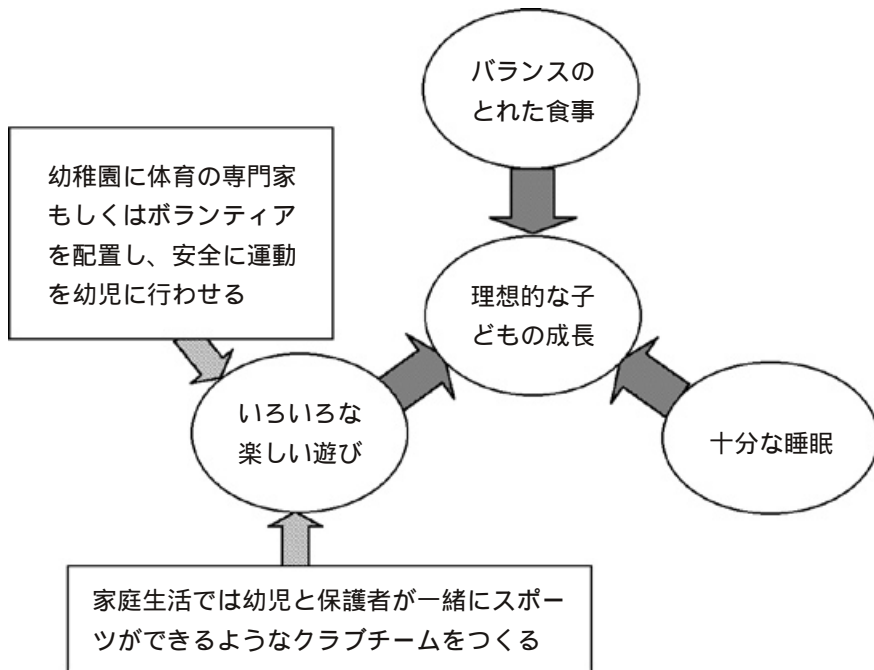 バランスの
とれた食事
幼稚園に体育の専門家
もしくはボランティア
を配置し、安全に運動
を幼児に行わせる
理想的な子
どもの成長
いろいろな
楽しい遊び
十分な睡眠
家庭生活では幼児と保護者が一緒にスポー
ツができるようなクラブチームをつくる